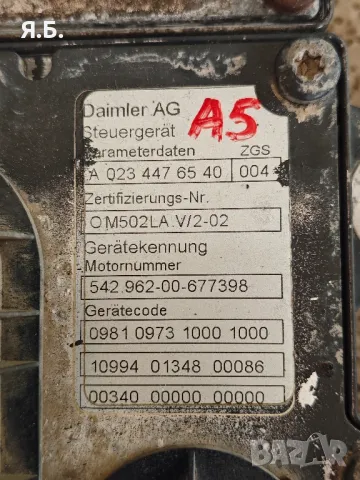 Я.Б.
Daimler AG
A5
Steuergerät
Parameterdaten ZGS
A 023 447 65 40 004
Zertifizierungs-Nr.
OM502LA.V/2-02
Gerätekennung
Motornummer
542.962-00-677398
Gerätecode
0981 0973 1000 1000
10994 01348 00086
00340 00000 00000
BAZAR